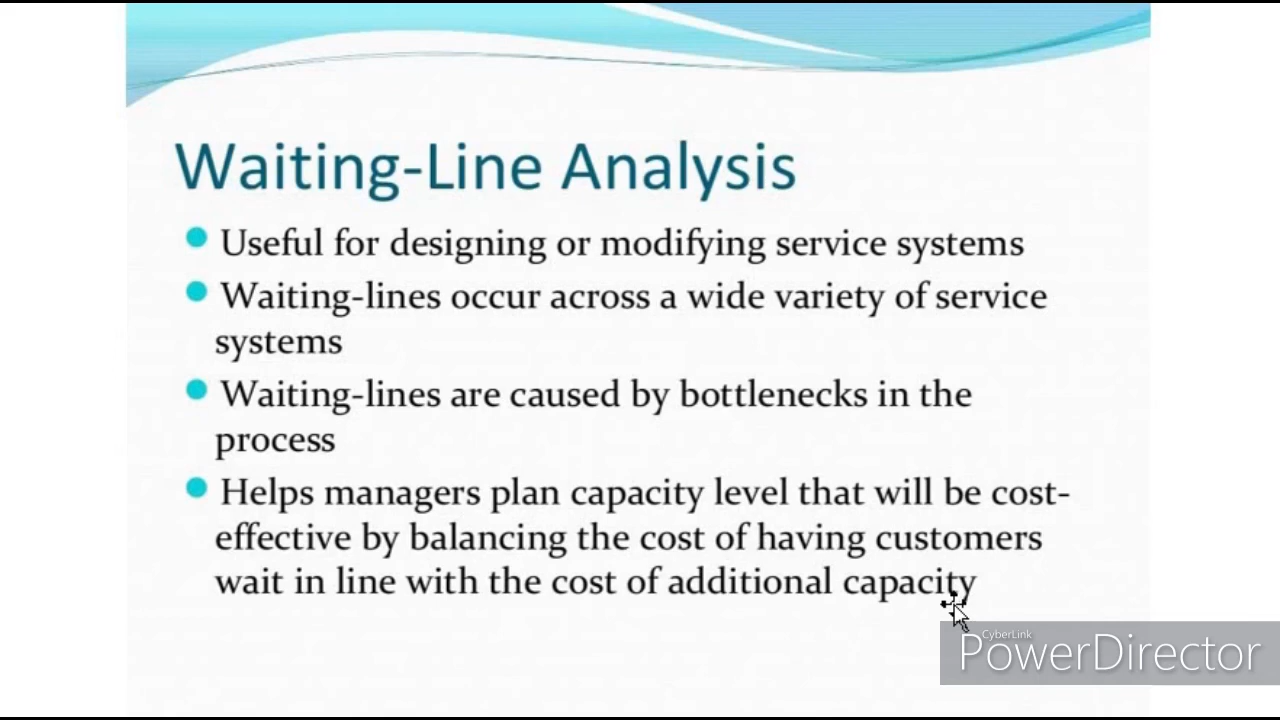 Waiting-Line Analysis
Useful for designing or modifying service systems
Waiting-lines occur across a wide variety of service
systems
Waiting-lines are caused by bottlenecks in the
process
Helps managers plan capacity level that will be cost-
effective by balancing the cost of having customers
wait in line with the cost of additional capacity
CyberLink
PowerDirector